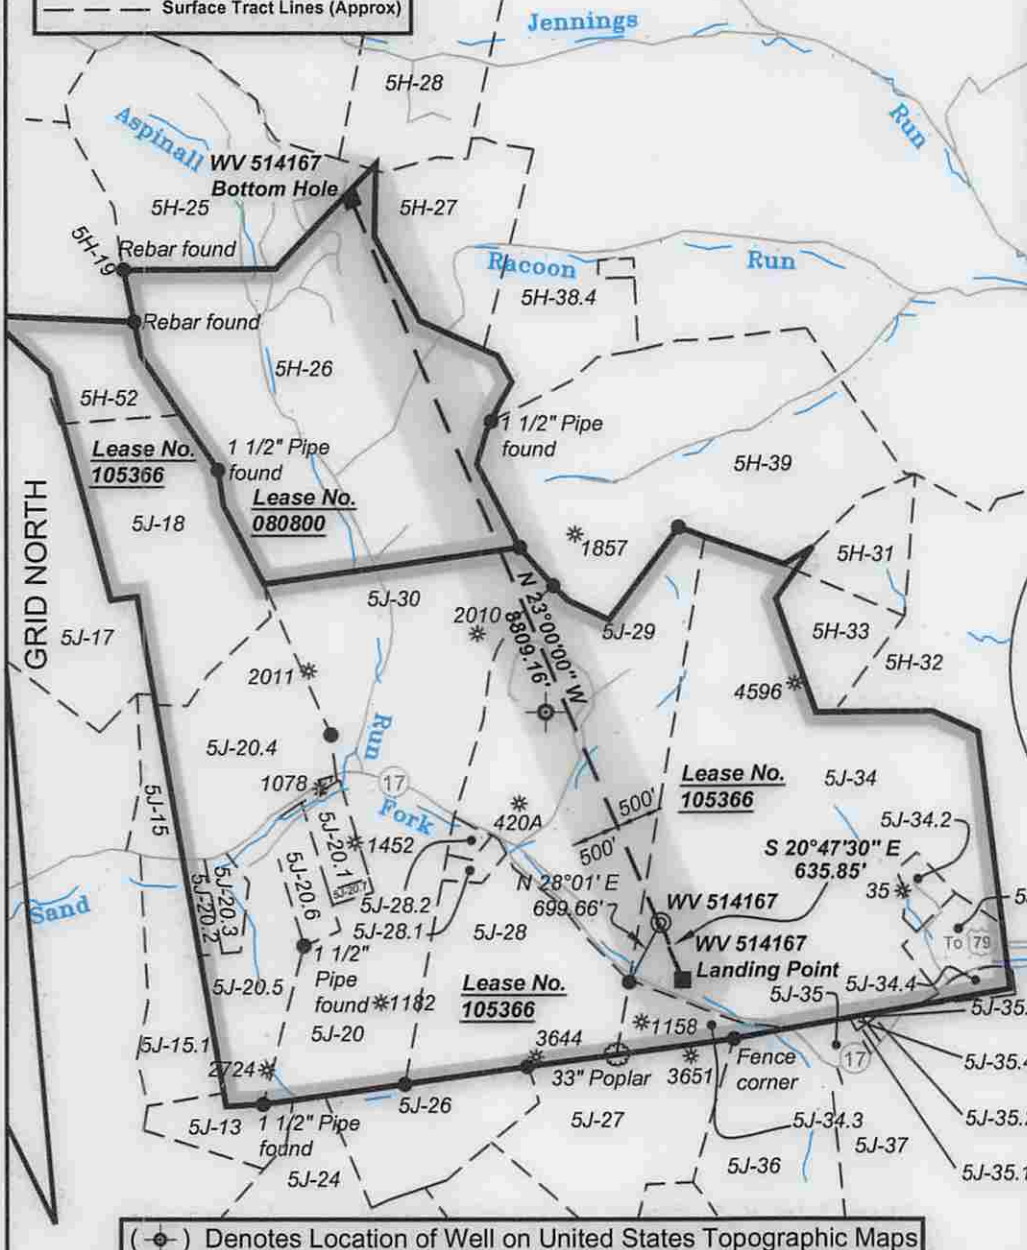 Surface Tract Lines (Approx)
Jennings
Run
5H-28
Aspinall
WV 514167
Bottom Hole
5H-25
5H-27
5H-19
Rebar found
Racoon
Run
5H-38.4
Rebar found
5H-26
5H-52
1 1/2" Pipe
found
Lease No.
105366
1 1/2" Pipe
found
5H-39
Lease No.
080800
GRID NORTH
5J-18
1857
5H-31
5J-30
N 23°00'00" W
8809.16'
2010
5J-29
5H-33
5J-17
5H-32
2011
4596
5J-20.4
Run
1078
17
Lease No.
105366
5J-34
5J-15
Fork
420A
500'
500'
5J-34.2
S 20°47'30" E
635.85'
5J-20.1
1452
5J-20.6
5J-20.7
N 28°01' E
699.66'
35
Sand
5J-20.2
5J-20.3
5J-28.2
5J-28.1
5J-28
WV 514167
WV 514167
Landing Point
To 79
1 1/2"
Pipe
found
5J-20.5
1182
Lease No.
105366
5J-35
5J-34.4
5J-20
1158
5J-15.1
3644
17
2724
33" Poplar
3651
Fence
corner
5J-35.4
5J-13
1 1/2" Pipe
found
5J-26
5J-27
5J-34.3
5J-37
5J-24
5J-36
5J-35.1
(-) Denotes Location of Well on United States Topographic Maps